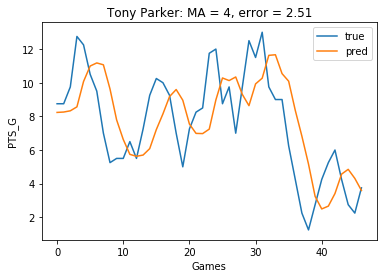 Tony Parker: MA = 4, error = 2.51
true
pred
PTS_G
12
10
8
6
4
2
0
10
20
30
40
Games